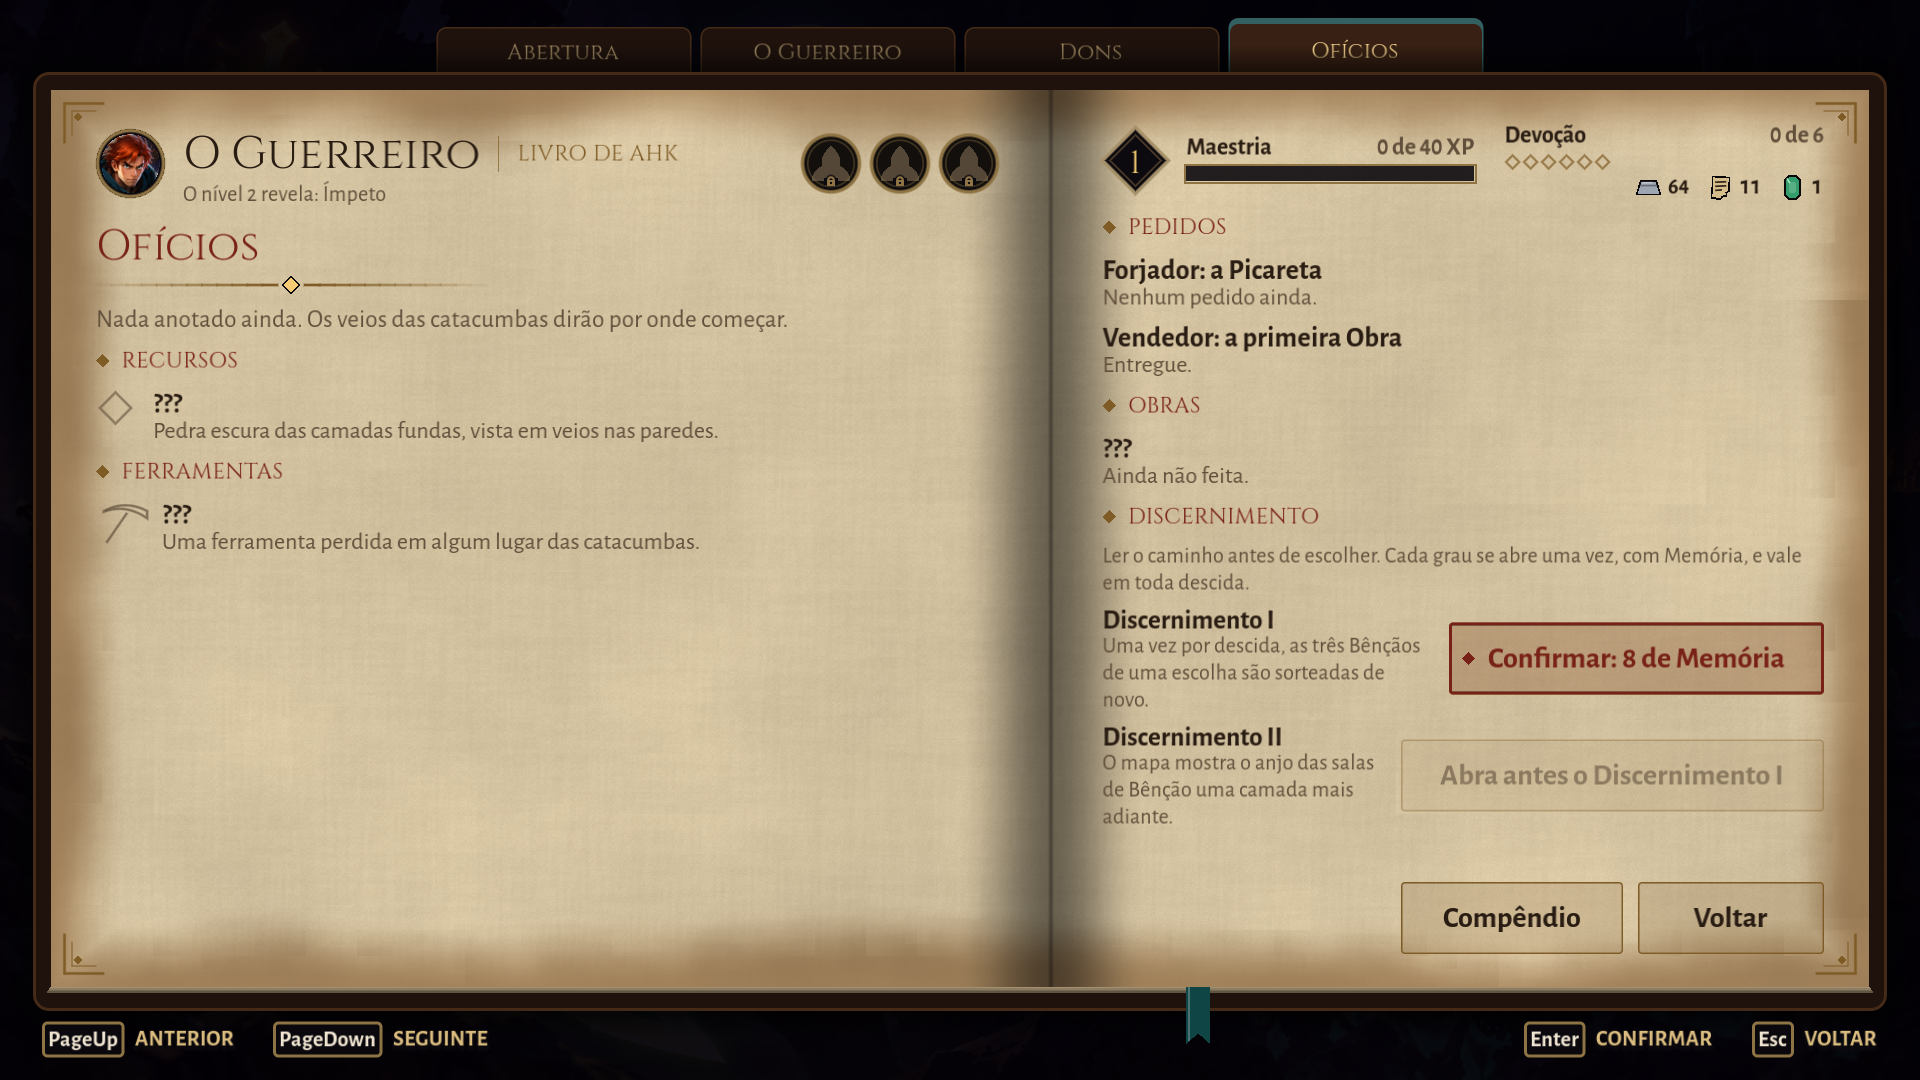 ABERTURA
O GUERREIRO
DONS
OFÍCIOS
O GUERREIRO
LIVRO DE AHK
O nível 2 revela: Ímpeto
OFÍCIOS
Nada anotado ainda. Os veios das catacumbas dirão por onde começar.
RECURSOS
???
Pedra escura das camadas fundas, vista em veios nas paredes.
FERRAMENTAS
???
Uma ferramenta perdida em algum lugar das catacumbas.
1
Maestria
0 de 40 XP
Devoção
0 de 6
64
11
1
PEDIDOS
Forjador: a Picareta
Nenhum pedido ainda.
Vendedor: a primeira Obra
Entregue.
OBRAS
???
Ainda não feita.
DISCERNIMENTO
Ler o caminho antes de escolher. Cada grau se abre uma vez, com Memória, e vale
em toda descida.
Discernimento I
Uma vez por descida, as três Bênçãos
de uma escolha são sorteadas de
novo.
Confirmar: 8 de Memória
Discernimento II
O mapa mostra o anjo das salas
de Bênção uma camada mais
adiante.
Abra antes o Discernimento I
Compêndio
Voltar
PageUp ANTERIOR
PageDown SEGUINTE
Enter CONFIRMAR
Esc VOLTAR